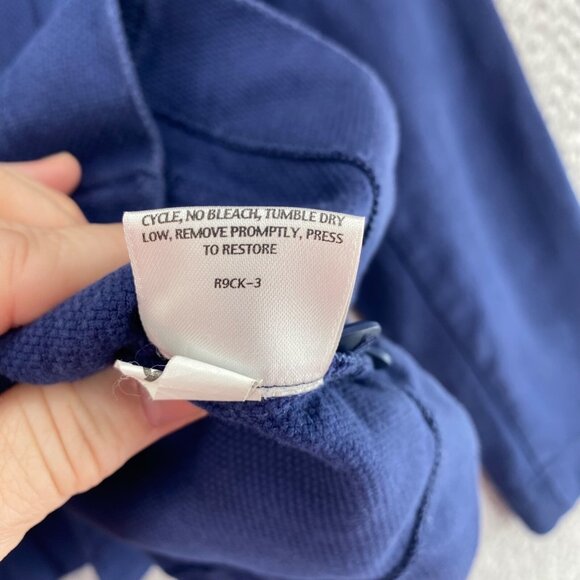 CYCLE, NO BLEACH, TUMBLE DRY
LOW, REMOVE PROMPTLY, PRESS
TO RESTORE
R9CK-3